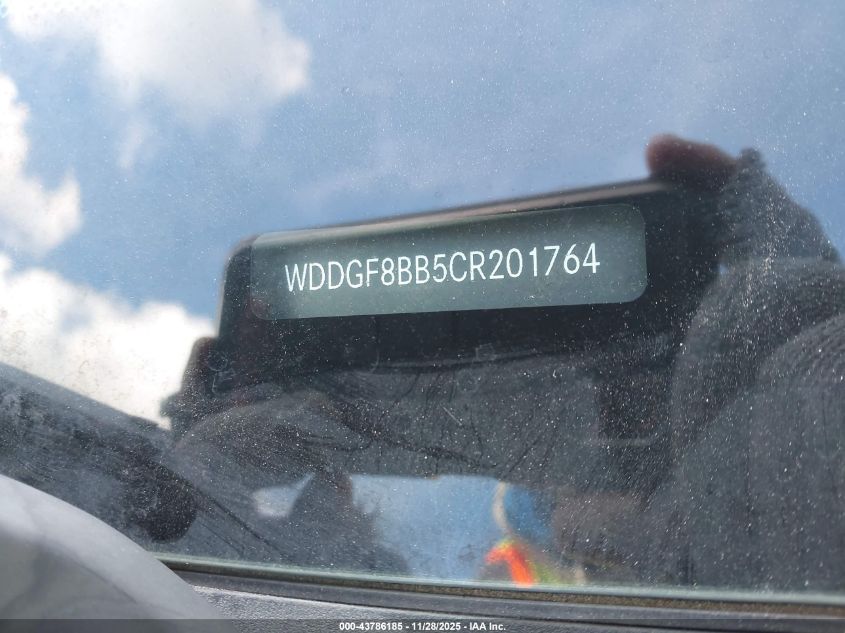 WDDGF8BB5CR201764
000-43786185 - 11/28/2025 - IAA Inc.